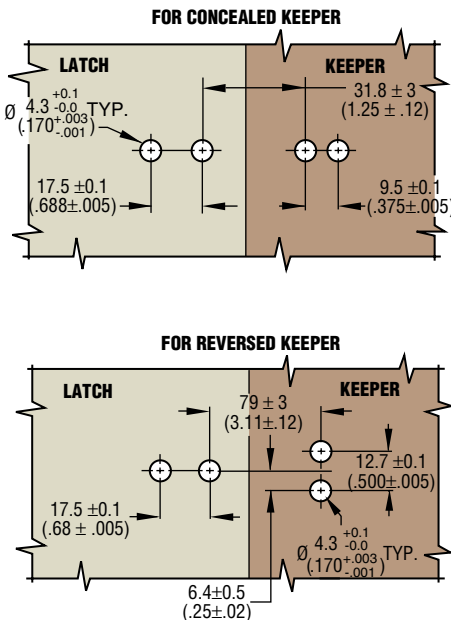 FOR CONCEALED KEEPER
LATCH
KEEPER
Ø 4.3 +0.1 -0.0 TYP.
(.170 +.003 -.001)
31.8 ± 3
(1.25 ± .12)
17.5 ±0.1
(.688±.005)
9.5 ±0.1
(.375±.005)
FOR REVERSED KEEPER
LATCH
KEEPER
79 ± 3
(3.11±.12)
12.7 ±0.1
(.500±.005)
17.5 ±0.1
(.68 ± .005)
Ø 4.3 +0.1 -0.0 TYP.
(.170 +.003 -.001)
6.4±0.5
(.25±.02)